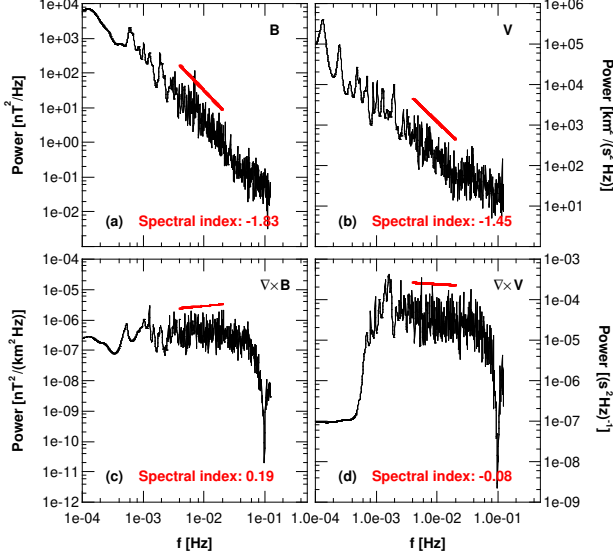 1e+04
B
V
1e+06
1e+03
1e+05
1e+02
1e+04
1e+01
1e+03
1e+00
1e+02
1e-01
1e+01
1e-02
Power [nT²/Hz]
Power [km²/(s² Hz)]
(a) Spectral index: -1.83
(b) Spectral index: -1.45
1e-04
∇×B
∇×V
1e-03
1e-05
1e-04
1e-06
1e-05
1e-07
1e-06
1e-08
1e-07
1e-09
1e-08
1e-10
1e-09
1e-11
1e-12
Power [nT²/(km² Hz)]
Power [(s² Hz)⁻¹]
(c) Spectral index: 0.19
(d) Spectral index: -0.08
1e-04 1e-03 1e-02 1e-01 1.0e-04 1.0e-03 1.0e-02 1.0e-01
f [Hz] f [Hz]